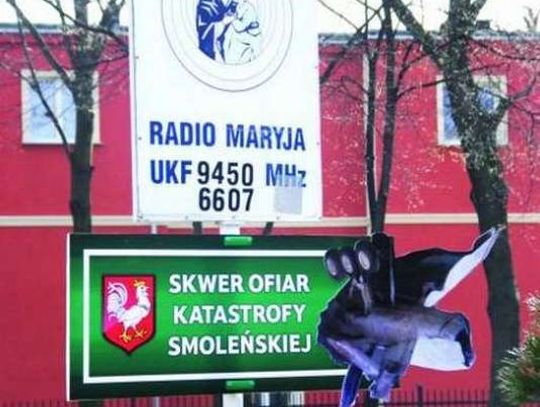 RADIO MARYJA
UKF 9450 MHz
6607
SKWER OFIAR
KATASTROFY
SMOLEŃSKIEJ